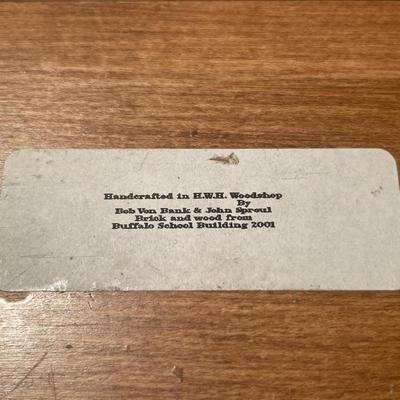 Handcrafted in H.W.H. Woodshop
By
Bob Von Bank & John Sproul
Brick and wood from
Buffalo School Building 2001